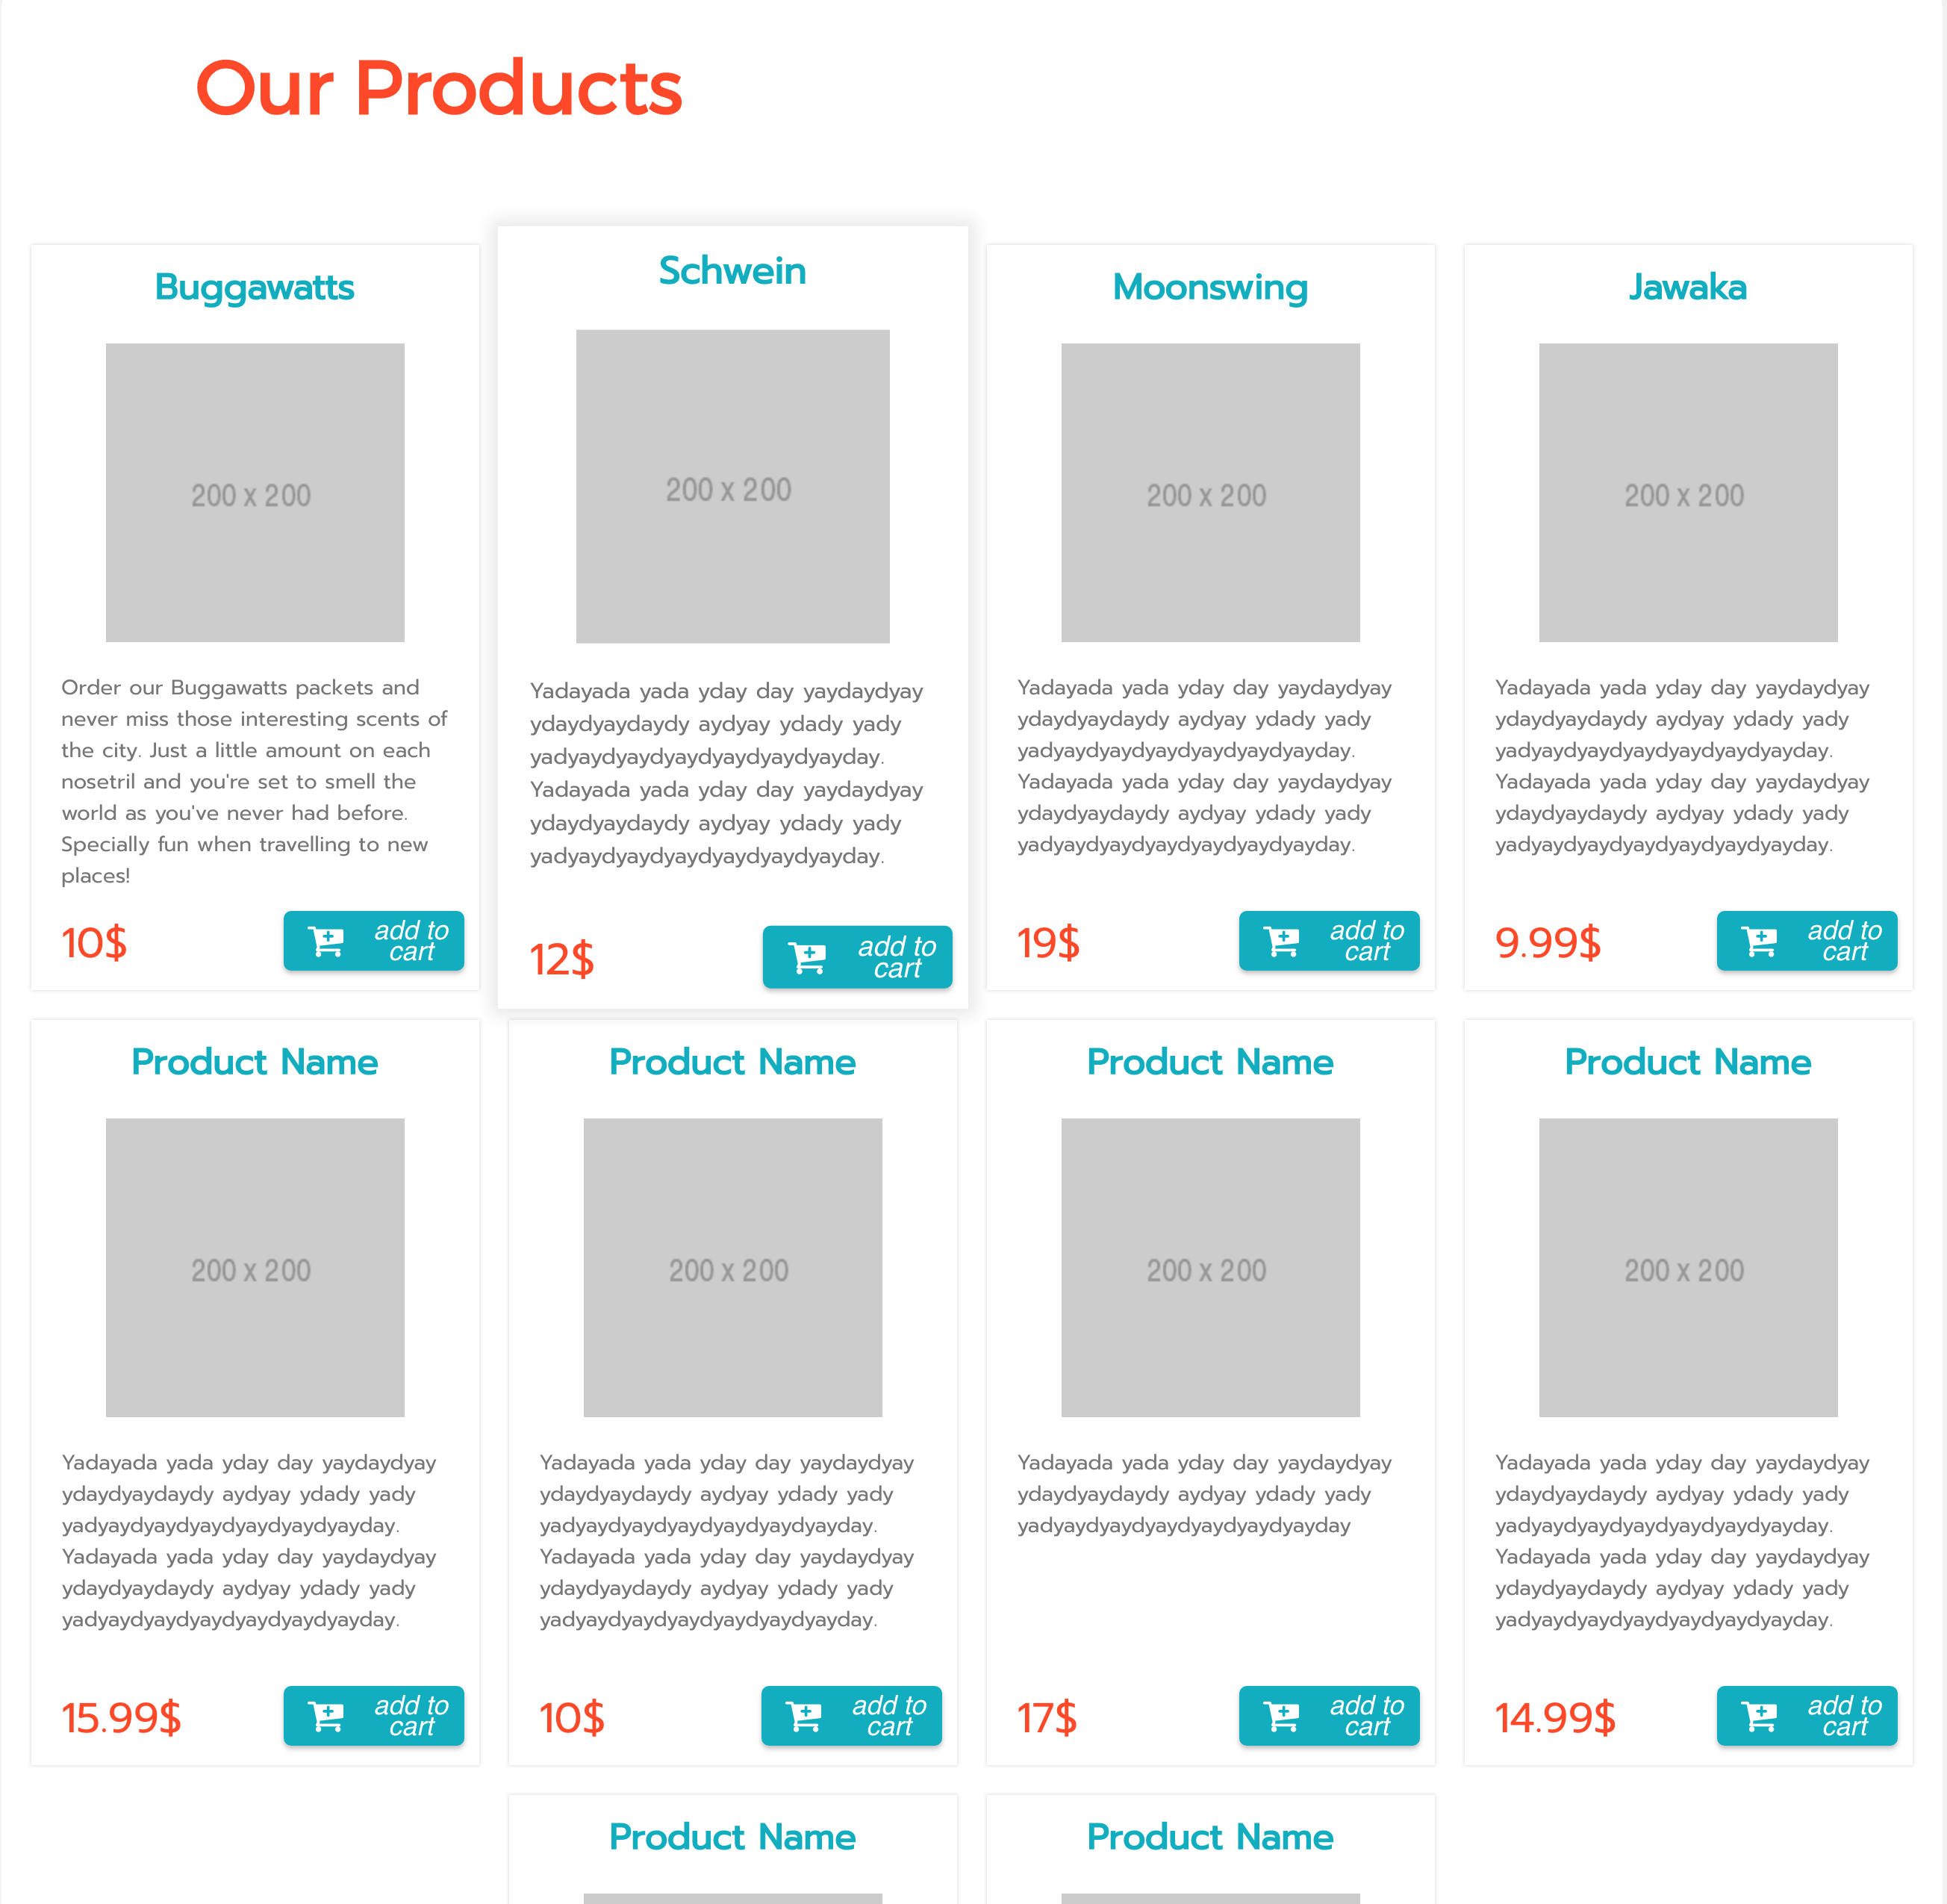 Our Products
Buggawatts
200 x 200
Order our Buggawatts packets and
never miss those interesting scents of
the city. Just a little amount on each
nosetril and you're set to smell the
world as you've never had before.
Specially fun when travelling to new
places!
10$
add to
cart
Schwein
200 x 200
Yadayada yada yday day yaydaydyay
ydaydyaydaydy aydyay ydady yady
yadyaydyaydyaydyaydyaydyayday.
Yadayada yada yday day yaydaydyay
ydaydyaydaydy aydyay ydady yady
yadyaydyaydyaydyaydyaydyayday.
12$
add to
cart
Moonswing
200 x 200
Yadayada yada yday day yaydaydyay
ydaydyaydaydy aydyay ydady yady
yadyaydyaydyaydyaydyaydyayday.
Yadayada yada yday day yaydaydyay
ydaydyaydaydy aydyay ydady yady
yadyaydyaydyaydyaydyaydyayday.
19$
add to
cart
Jawaka
200 x 200
Yadayada yada yday day yaydaydyay
ydaydyaydaydy aydyay ydady yady
yadyaydyaydyaydyaydyaydyayday.
Yadayada yada yday day yaydaydyay
ydaydyaydaydy aydyay ydady yady
yadyaydyaydyaydyaydyaydyayday.
9.99$
add to
cart
Product Name
200 x 200
Yadayada yada yday day yaydaydyay
ydaydyaydaydy aydyay ydady yady
yadyaydyaydyaydyaydyaydyayday.
Yadayada yada yday day yaydaydyay
ydaydyaydaydy aydyay ydady yady
yadyaydyaydyaydyaydyaydyayday.
15.99$
add to
cart
Product Name
200 x 200
Yadayada yada yday day yaydaydyay
ydaydyaydaydy aydyay ydady yady
yadyaydyaydyaydyaydyaydyayday.
Yadayada yada yday day yaydaydyay
ydaydyaydaydy aydyay ydady yady
yadyaydyaydyaydyaydyaydyayday.
10$
add to
cart
Product Name
200 x 200
Yadayada yada yday day yaydaydyay
ydaydyaydaydy aydyay ydady yady
yadyaydyaydyaydyaydyaydyayday
17$
add to
cart
Product Name
200 x 200
Yadayada yada yday day yaydaydyay
ydaydyaydaydy aydyay ydady yady
yadyaydyaydyaydyaydyaydyayday.
Yadayada yada yday day yaydaydyay
ydaydyaydaydy aydyay ydady yady
yadyaydyaydyaydyaydyaydyayday.
14.99$
add to
cart
Product Name
Product Name